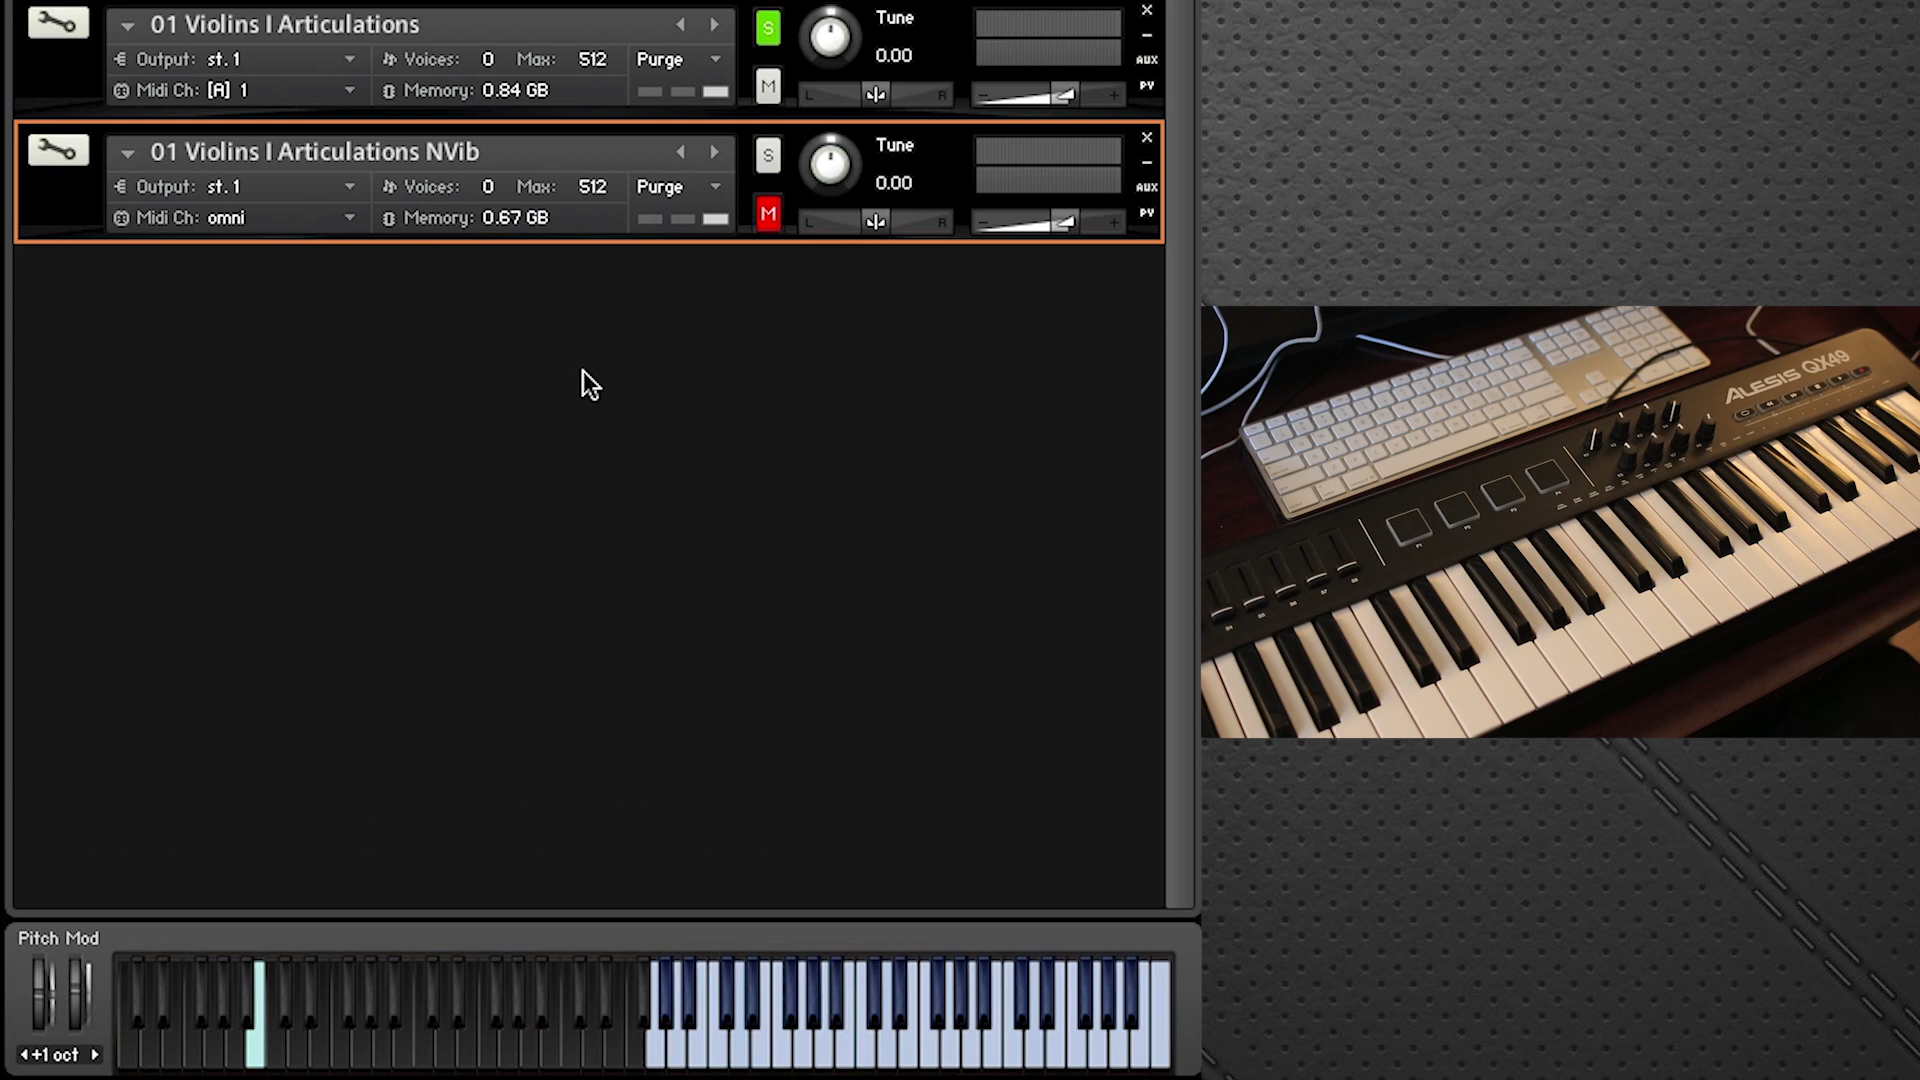 01 Violins I Articulations
Output: st.1
Voices: 0 Max: 512
Purge
Midi Ch: [A] 1
Memory: 0.84 GB
S
M
Tune
0.00
L R
- +
X
-
AUX
PV
01 Violins I Articulations NVib
Output: st.1
Voices: 0 Max: 512
Purge
Midi Ch: omni
Memory: 0.67 GB
S
M
Tune
0.00
L R
- +
X
-
AUX
PV
ALESIS QX49
Pitch Mod
+1 oct